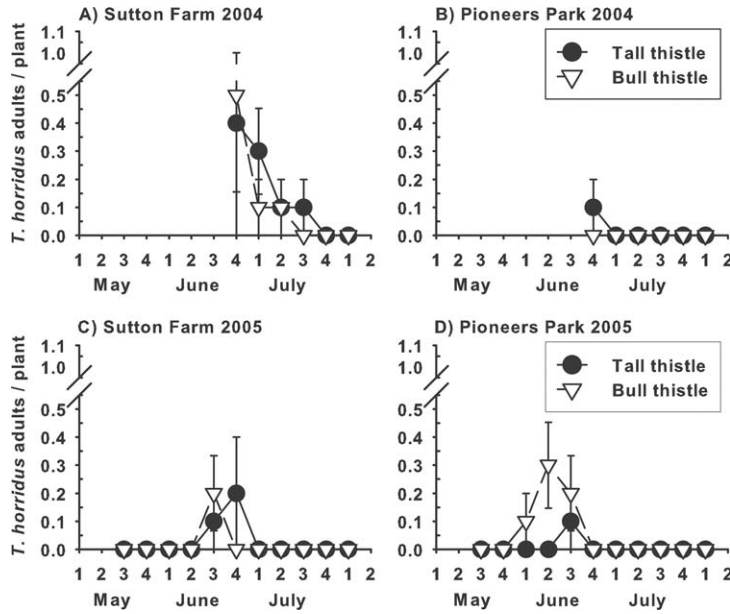 A) Sutton Farm 2004
B) Pioneers Park 2004
T. horridus adults / plant
1.1
1.0
0.5
0.4
0.3
0.2
0.1
0.0
1.1
1.0
0.5
0.4
0.3
0.2
0.1
0.0
Tall thistle
Bull thistle
1 2 3 4 1 2 3 4 1 2 3 4 1 2
May June July
1 2 3 4 1 2 3 4 1 2 3 4 1 2
May June July
C) Sutton Farm 2005
D) Pioneers Park 2005
T. horridus adults / plant
1.1
1.0
0.5
0.4
0.3
0.2
0.1
0.0
1.1
1.0
0.5
0.4
0.3
0.2
0.1
0.0
Tall thistle
Bull thistle
1 2 3 4 1 2 3 4 1 2 3 4 1 2
May June July
1 2 3 4 1 2 3 4 1 2 3 4 1 2
May June July